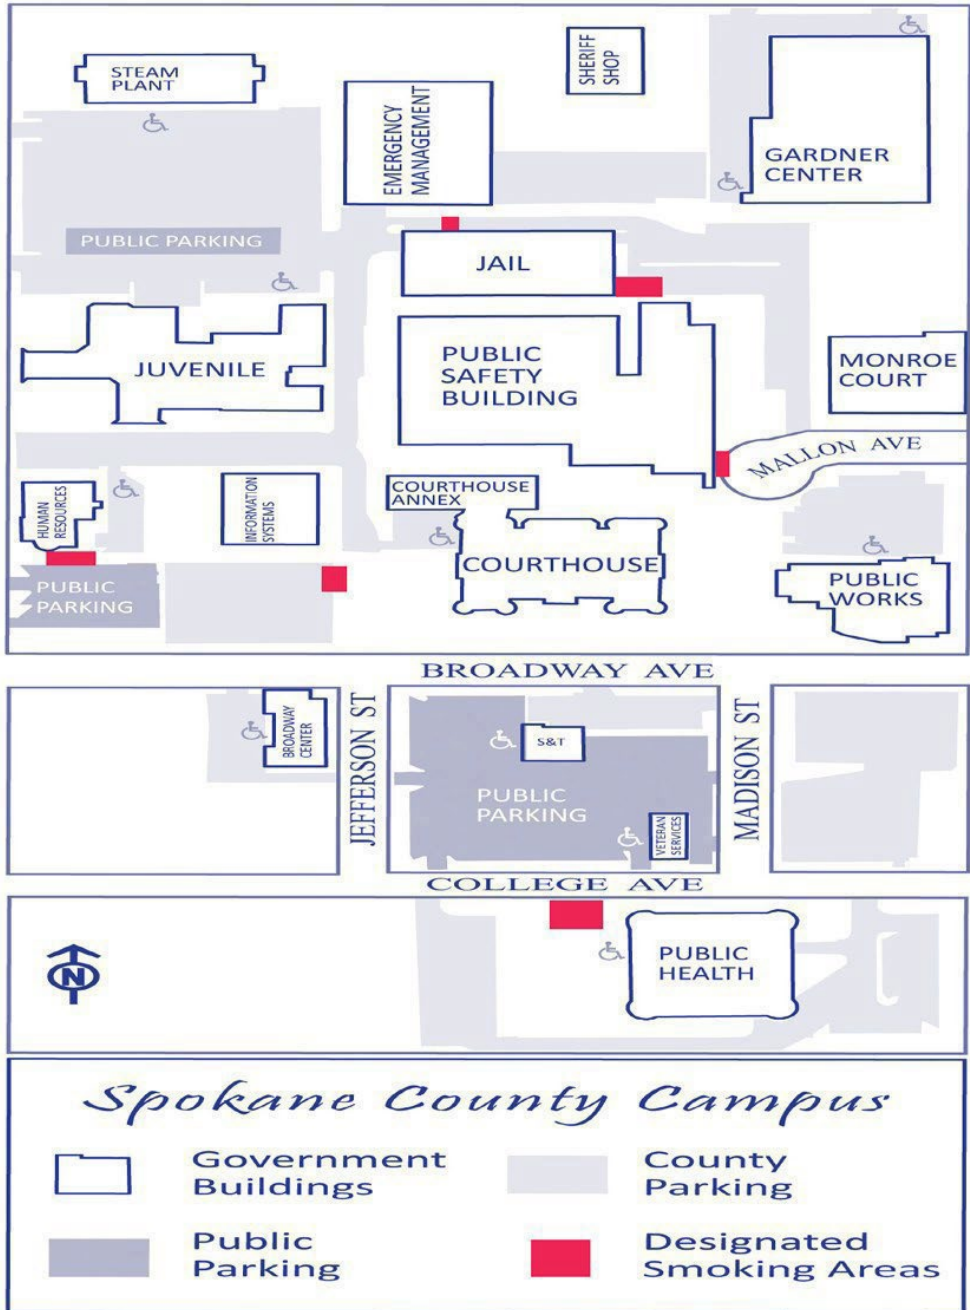 STEAM
PLANT
SHERIFF
SHOP
EMERGENCY
MANAGEMENT
GARDNER
CENTER
PUBLIC PARKING
JAIL
JUVENILE
PUBLIC
SAFETY
BUILDING
MONROE
COURT
MALLON AVE
HUMAN
RESOURCES
INFORMATION
SYSTEMS
COURTHOUSE
ANNEX
COURTHOUSE
PUBLIC
WORKS
PUBLIC
PARKING
BROADWAY AVE
BROADWAY
CENTER
JEFFERSON ST
S&T
PUBLIC
PARKING
VETERAN
SERVICES
MADISON ST
COLLEGE AVE
N
PUBLIC
HEALTH
Spokane County Campus
Government
Buildings
County
Parking
Public
Parking
Designated
Smoking Areas